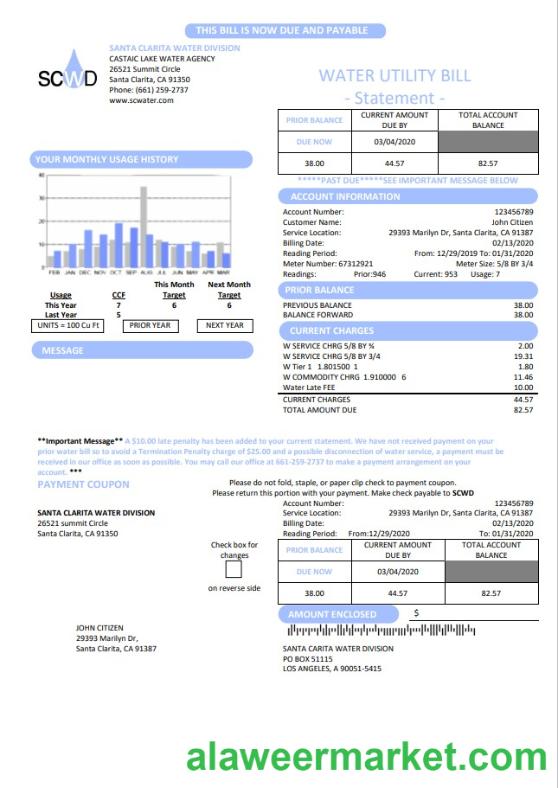 THIS BILL IS NOW DUE AND PAYABLE
SCWD
SANTA CLARITA WATER DIVISION
CASTAIC LAKE WATER AGENCY
26521 Summit Circle
Santa Clarita, CA 91350
Phone: (661) 259-2737
www.scwater.com
WATER UTILITY BILL
- Statement -
PRIOR BALANCE CURRENT AMOUNT DUE BY TOTAL ACCOUNT BALANCE
DUE NOW 03/04/2020
38.00 44.57 82.57
*****PAST DUE*****SEE IMPORTANT MESSAGE BELOW
YOUR MONTHLY USAGE HISTORY
40
30
20
10
0
FEB JAN DEC NOV OCT SEP AUG JUL JUN MAY APR MAR
This Month Next Month
Usage CCF Target Target
This Year 7 6 6
Last Year 5
UNITS = 100 Cu Ft PRIOR YEAR NEXT YEAR
MESSAGE
ACCOUNT INFORMATION
Account Number: 123456789
Customer Name: John Citizen
Service Location: 29393 Marilyn Dr, Santa Clarita, CA 91387
Billing Date: 02/13/2020
Reading Period: From: 12/29/2019 To: 01/31/2020
Meter Number: 67312921 Meter Size: 5/8 BY 3/4
Readings: Prior:946 Current: 953 Usage: 7
PRIOR BALANCE
PREVIOUS BALANCE 38.00
BALANCE FORWARD 38.00
CURRENT CHARGES
W SERVICE CHRG 5/8 BY % 2.00
W SERVICE CHRG 5/8 BY 3/4 19.31
W Tier 1 1.801500 1 1.80
W COMMODITY CHRG 1.910000 6 11.46
Water Late FEE 10.00
CURRENT CHARGES 44.57
TOTAL AMOUNT DUE 82.57
**Important Message** A $10.00 late penalty has been added to your current statement. We have not received payment on your
prior water bill so to avoid a Termination Penalty charge of $25.00 and a possible disconnection of water service, a payment must be
received in our office as soon as possible. You may call our office at 661-259-2737 to make a payment arrangement on your
account. ***
PAYMENT COUPON
Please do not fold, staple, or paper clip check to payment coupon.
Please return this portion with your payment. Make check payable to SCWD
SANTA CLARITA WATER DIVISION
26521 summit Circle
Santa Clarita, CA 91350
Account Number: 123456789
Service Location: 29393 Marilyn Dr, Santa Clarita, CA 91387
Billing Date: 02/13/2020
Reading Period: From:12/29/2020 To: 01/31/2020
Check box for
changes
on reverse side
PRIOR BALANCE CURRENT AMOUNT DUE BY TOTAL ACCOUNT BALANCE
DUE NOW 03/04/2020
38.00 44.57 82.57
AMOUNT ENCLOSED $
JOHN CITIZEN
29393 Marilyn Dr,
Santa Clarita, CA 91387
SANTA CARITA WATER DIVISION
PO BOX 51115
LOS ANGELES, A 90051-5415
alaweermarket.com